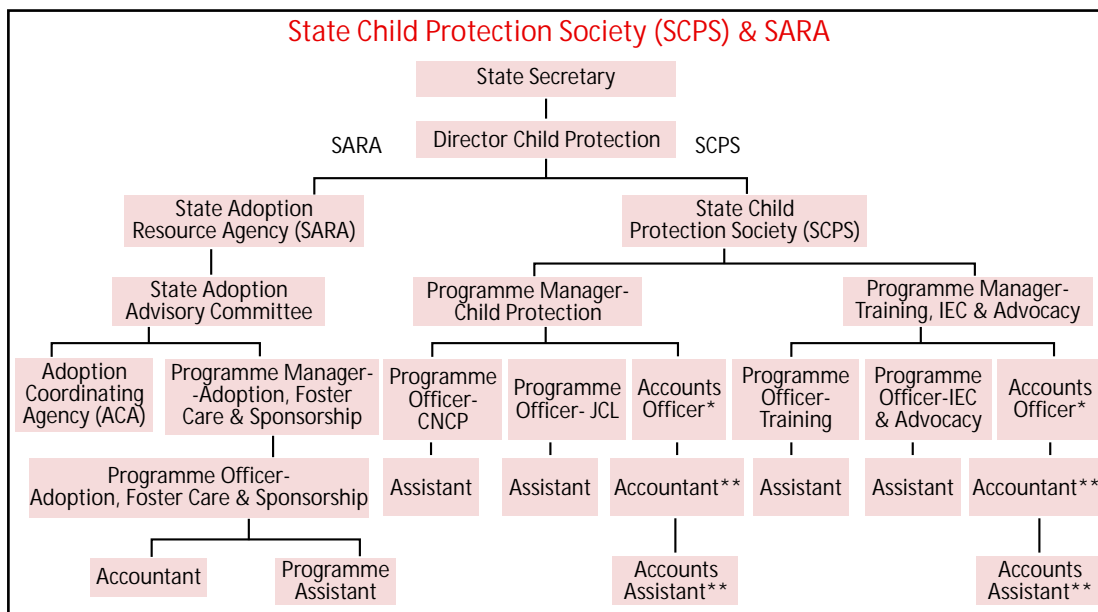 State Child Protection Society (SCPS) & SARA
State Secretary
Director Child Protection
SARA
SCPS
State Adoption
Resource Agency (SARA)
State Child
Protection Society (SCPS)
State Adoption
Advisory Committee
Programme Manager-
Child Protection
Programme Manager-
Training, IEC & Advocacy
Adoption
Coordinating
Agency (ACA)
Programme Manager-
-Adoption, Foster
Care & Sponsorship
Programme
Officer-
CNCP
Programme
Officer- JCL
Accounts
Officer*
Programme
Officer-
Training
Programme
Officer-IEC
& Advocacy
Accounts
Officer*
Programme Officer-
-Adoption, Foster Care & Sponsorship
Assistant
Assistant
Accountant**
Assistant
Assistant
Accountant**
Accountant
Programme
Assistant
Accounts
Assistant**
Accounts
Assistant**